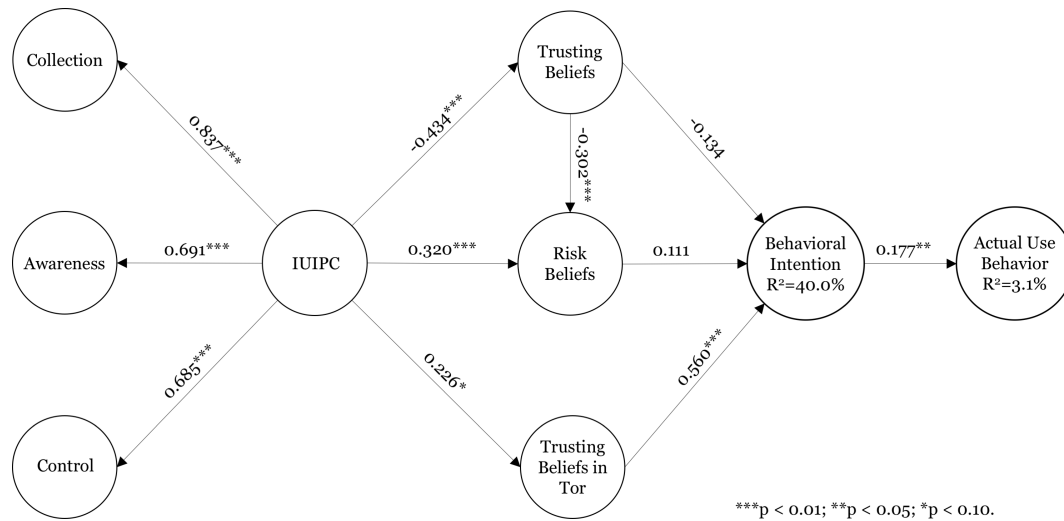 Collection
Trusting
Beliefs
0.837***
-0.434***
-0.134
-0.302***
Awareness
0.691***
IUIPC
0.320***
Risk
Beliefs
0.111
Behavioral
Intention
R²=40.0%
0.177**
Actual Use
Behavior
R²=3.1%
0.685***
0.226*
0.560***
Control
Trusting
Beliefs in
Tor
***p < 0.01; **p < 0.05; *p < 0.10.